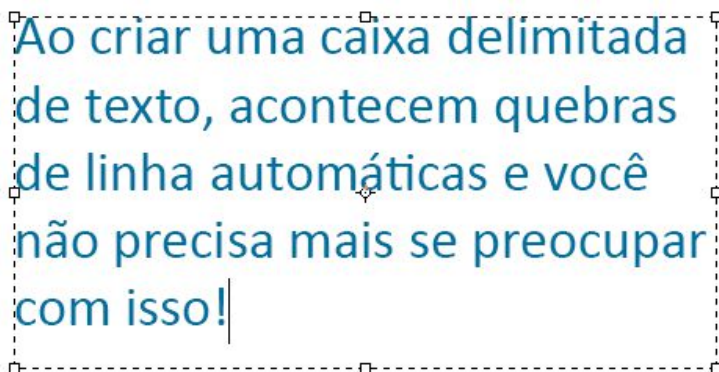 Ao criar uma caixa delimitada
de texto, acontecem quebras
de linha automáticas e você
não precisa mais se preocupar
com isso!